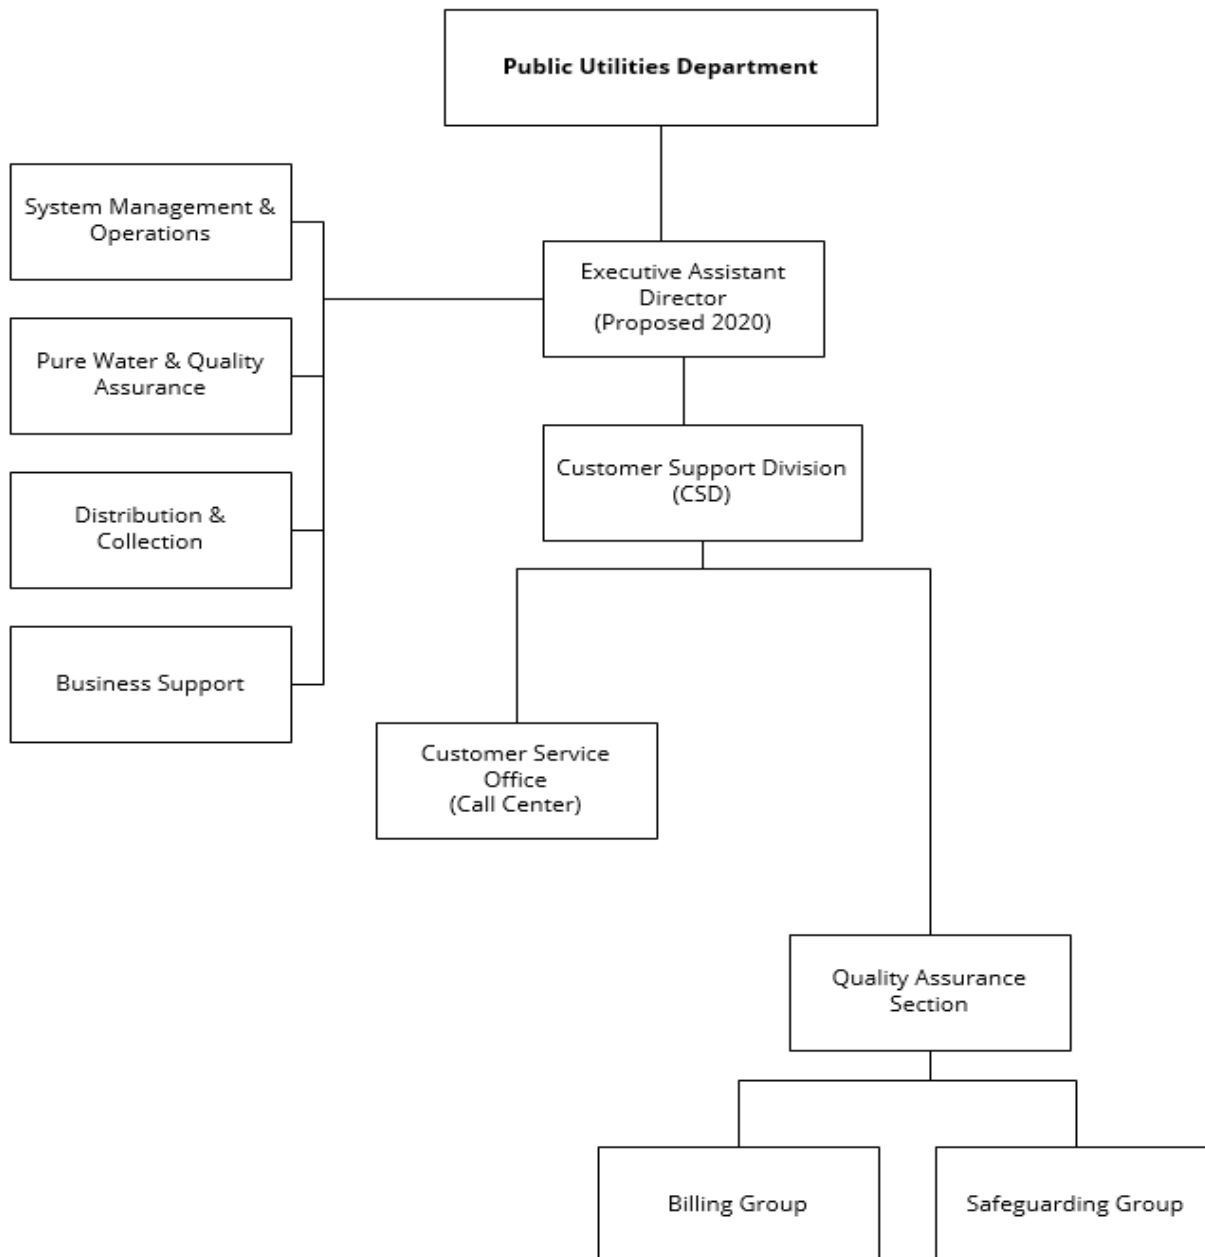 Public Utilities Department
System Management &
Operations
Executive Assistant
Director
(Proposed 2020)
Pure Water & Quality
Assurance
Customer Support Division
(CSD)
Distribution &
Collection
Business Support
Customer Service
Office
(Call Center)
Quality Assurance
Section
Billing Group
Safeguarding Group